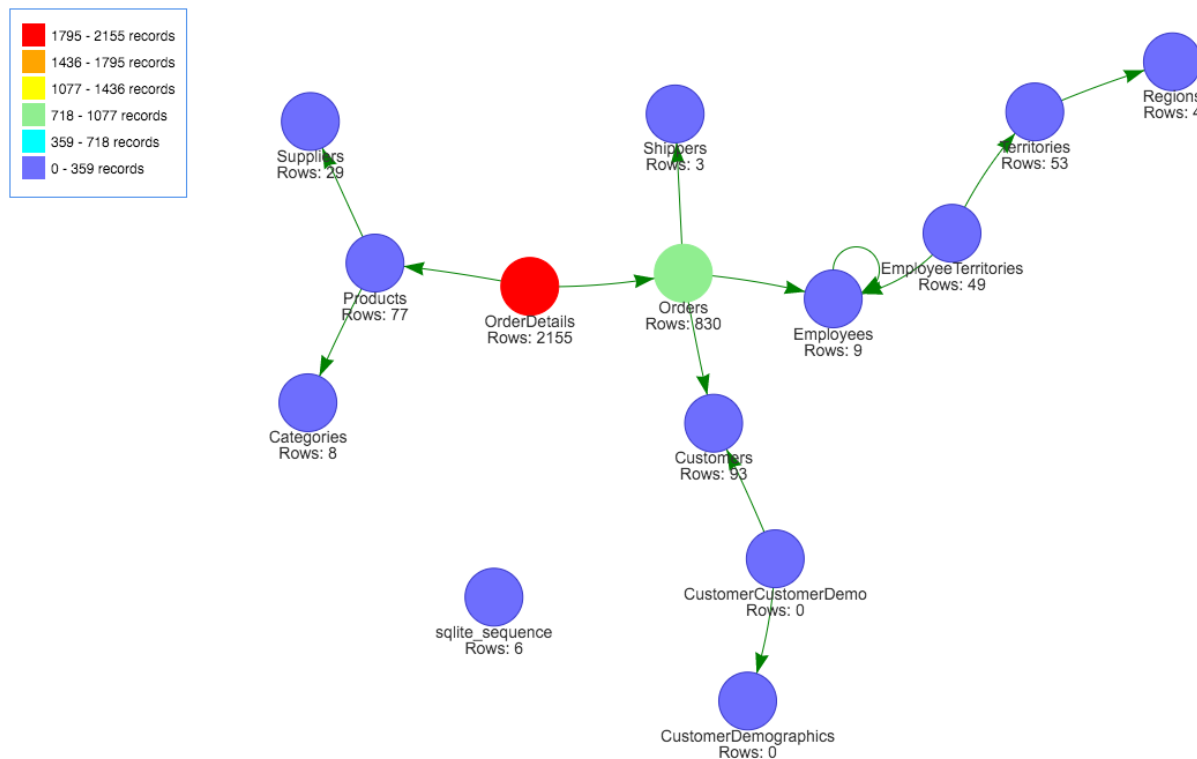 1795 - 2155 records
1436 - 1795 records
1077 - 1436 records
718 - 1077 records
359 - 718 records
0 - 359 records
Regions
Rows: 4
Territories
Rows: 53
Suppliers
Rows: 29
Shippers
Rows: 3
EmployeeTerritories
Rows: 49
Products
Rows: 77
OrderDetails
Rows: 2155
Orders
Rows: 830
Employees
Rows: 9
Categories
Rows: 8
Customers
Rows: 93
CustomerCustomerDemo
Rows: 0
sqlite_sequence
Rows: 6
CustomerDemographics
Rows: 0